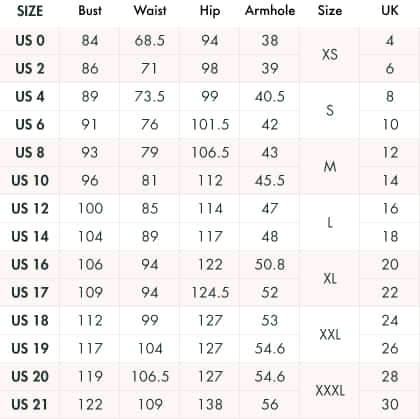 SIZE Bust Waist Hip Armhole Size UK
US 0 84 68.5 94 38 XS 4
US 2 86 71 98 39 6
US 4 89 73.5 99 40.5 S 8
US 6 91 76 101.5 42 10
US 8 93 79 106.5 43 M 12
US 10 96 81 112 45.5 14
US 12 100 85 114 47 L 16
US 14 104 89 117 48 18
US 16 106 94 122 50.8 XL 20
US 17 109 94 124.5 52 22
US 18 112 99 127 53 XXL 24
US 19 117 104 127 54.6 26
US 20 119 106.5 127 54.6 XXXL 28
US 21 122 109 138 56 30